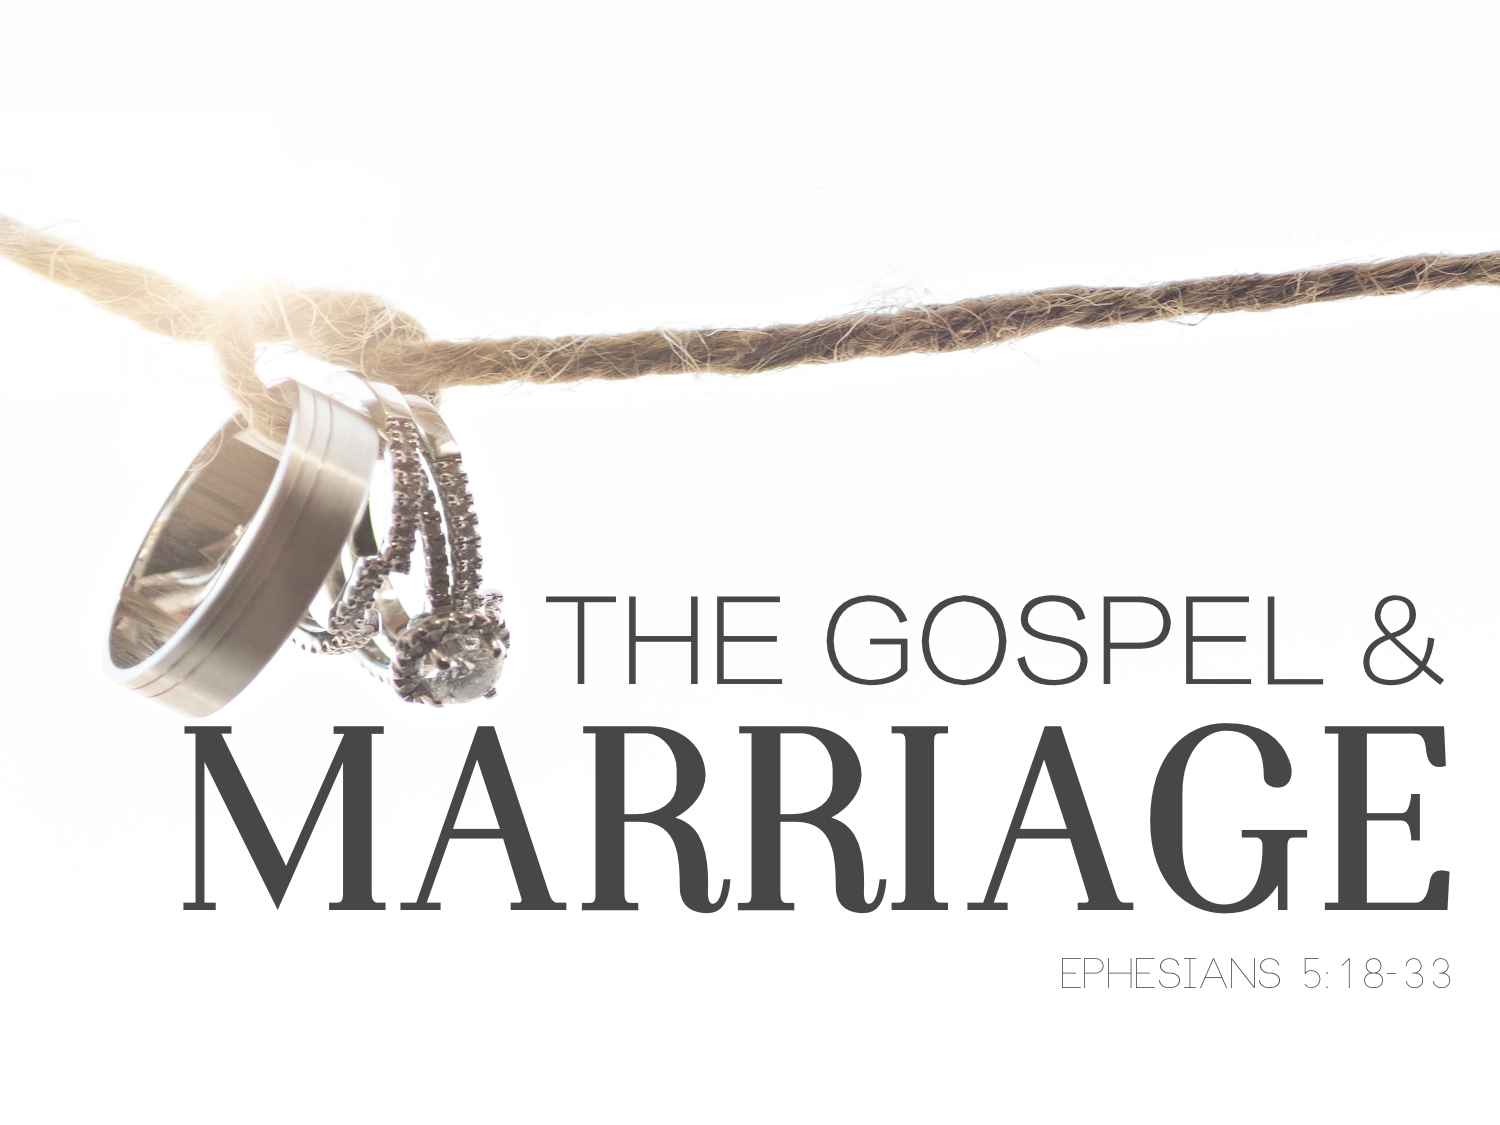 THE GOSPEL &
MARRIAGE
EPHESIANS 5:18-33